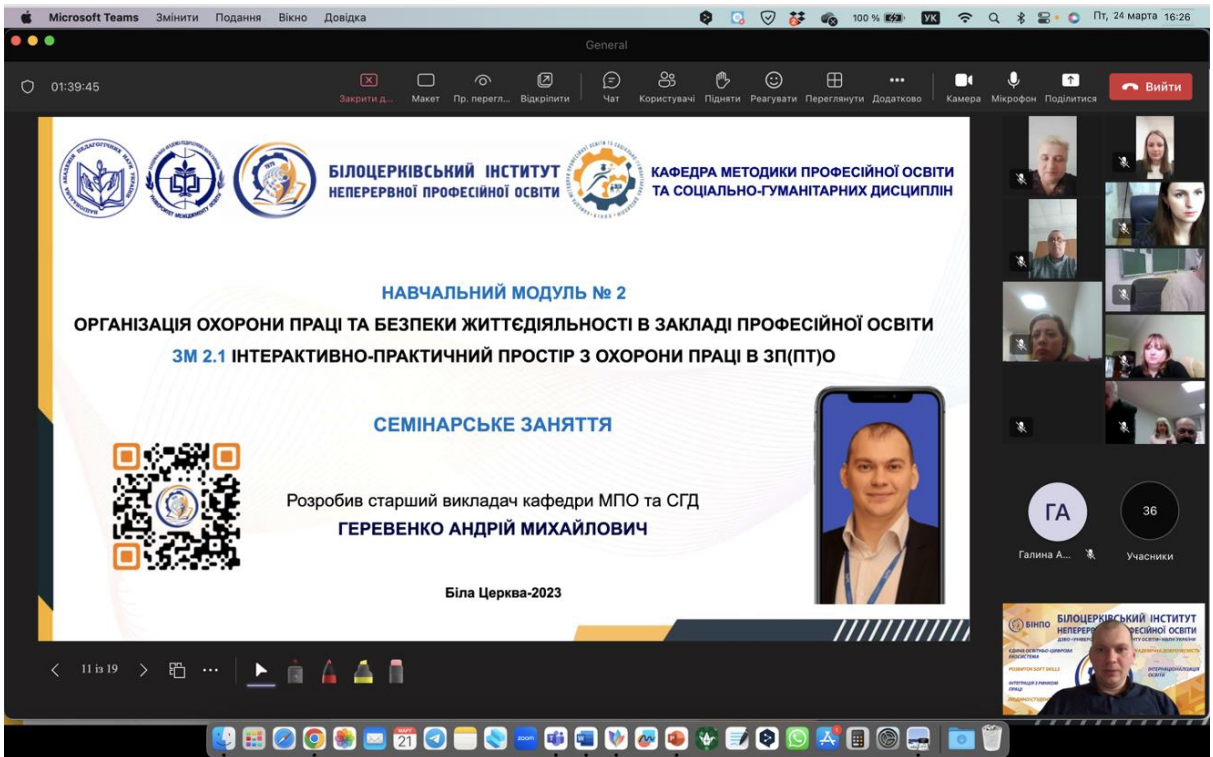 Microsoft Teams Змінити Подання Вікно Довідка
100 % УК Пт, 24 марта 16:26
General
01:39:45
Закрити д... Макет Пр. перегл... Відкріпити Чат Користувачі Підняти Реагувати Переглянути Додатково Камера Мікрофон Поділитися Вийти
БІЛОЦЕРКІВСЬКИЙ ІНСТИТУТ
НЕПЕРЕРВНОЇ ПРОФЕСІЙНОЇ ОСВІТИ
КАФЕДРА МЕТОДИКИ ПРОФЕСІЙНОЇ ОСВІТИ
ТА СОЦІАЛЬНО-ГУМАНІТАРНИХ ДИСЦИПЛІН
НАВЧАЛЬНИЙ МОДУЛЬ № 2
ОРГАНІЗАЦІЯ ОХОРОНИ ПРАЦІ ТА БЕЗПЕКИ ЖИТТЄДІЯЛЬНОСТІ В ЗАКЛАДІ ПРОФЕСІЙНОЇ ОСВІТИ
ЗМ 2.1 ІНТЕРАКТИВНО-ПРАКТИЧНИЙ ПРОСТІР З ОХОРОНИ ПРАЦІ В ЗП(ПТ)О
СЕМІНАРСЬКЕ ЗАНЯТТЯ
Розробив старший викладач кафедри МПО та СГД
ГЕРЕВЕНКО АНДРІЙ МИХАЙЛОВИЧ
Біла Церква-2023
ГА
Галина А...
36
Учасники
БІНПО
БІЛОЦЕРКІВСЬКИЙ ІНСТИТУТ
11 із 19
МАРТ
21
zoom